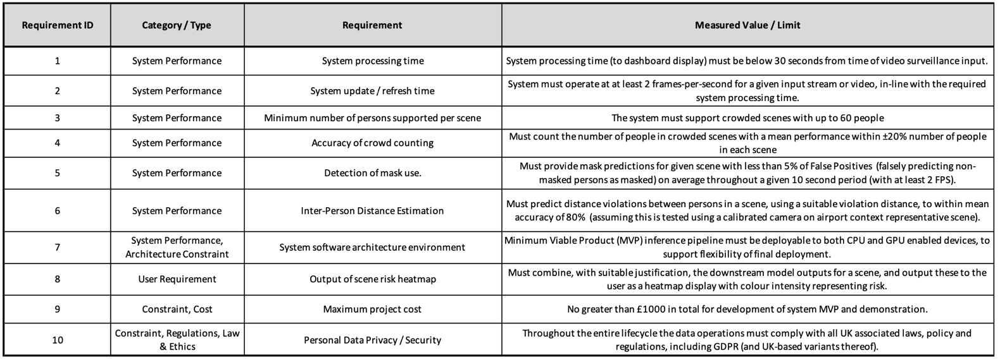 Requirement ID
Category / Type
Requirement
Measured Value / Limit
1
System Performance
System processing time
System processing time (to dashboard display) must be below 30 seconds from time of video surveillance input.
2
System Performance
System update / refresh time
System must operate at at least 2 frames-per-second for a given input stream or video, in-line with the required
system processing time.
3
System Performance
Minimum number of persons supported per scene
The system must support crowded scenes with up to 60 people
4
System Performance
Accuracy of crowd counting
Must count the number of people in crowded scenes with a mean performance within ±20% number of people
in each scene
5
System Performance
Detection of mask use.
Must provide mask predictions for given scene with less than 5% of False Positives (falsely predicting non-
masked persons as masked) on average throughout a given 10 second period (with at least 2 FPS).
6
System Performance
Inter-Person Distance Estimation
Must predict distance violations between persons in a scene, using a suitable violation distance, to within mean
accuracy of 80% (assuming this is tested using a calibrated camera on airport context representative scene).
7
System Performance,
Architecture Constraint
System software architecture environment
Minimum Viable Product (MVP) inference pipeline must be deployable to both CPU and GPU enabled devices, to
support flexibility of final deployment.
8
User Requirement
Output of scene risk heatmap
Must combine, with suitable justification, the downstream model outputs for a scene, and output these to the
user as a heatmap display with colour intensity representing risk.
9
Constraint, Cost
Maximum project cost
No greater than £1000 in total for development of system MVP and demonstration.
10
Constraint, Regulations, Law
& Ethics
Personal Data Privacy / Security
Throughout the entire lifecycle the data operations must comply with all UK associated laws, policy and
regulations, including GDPR (and UK-based variants thereof).